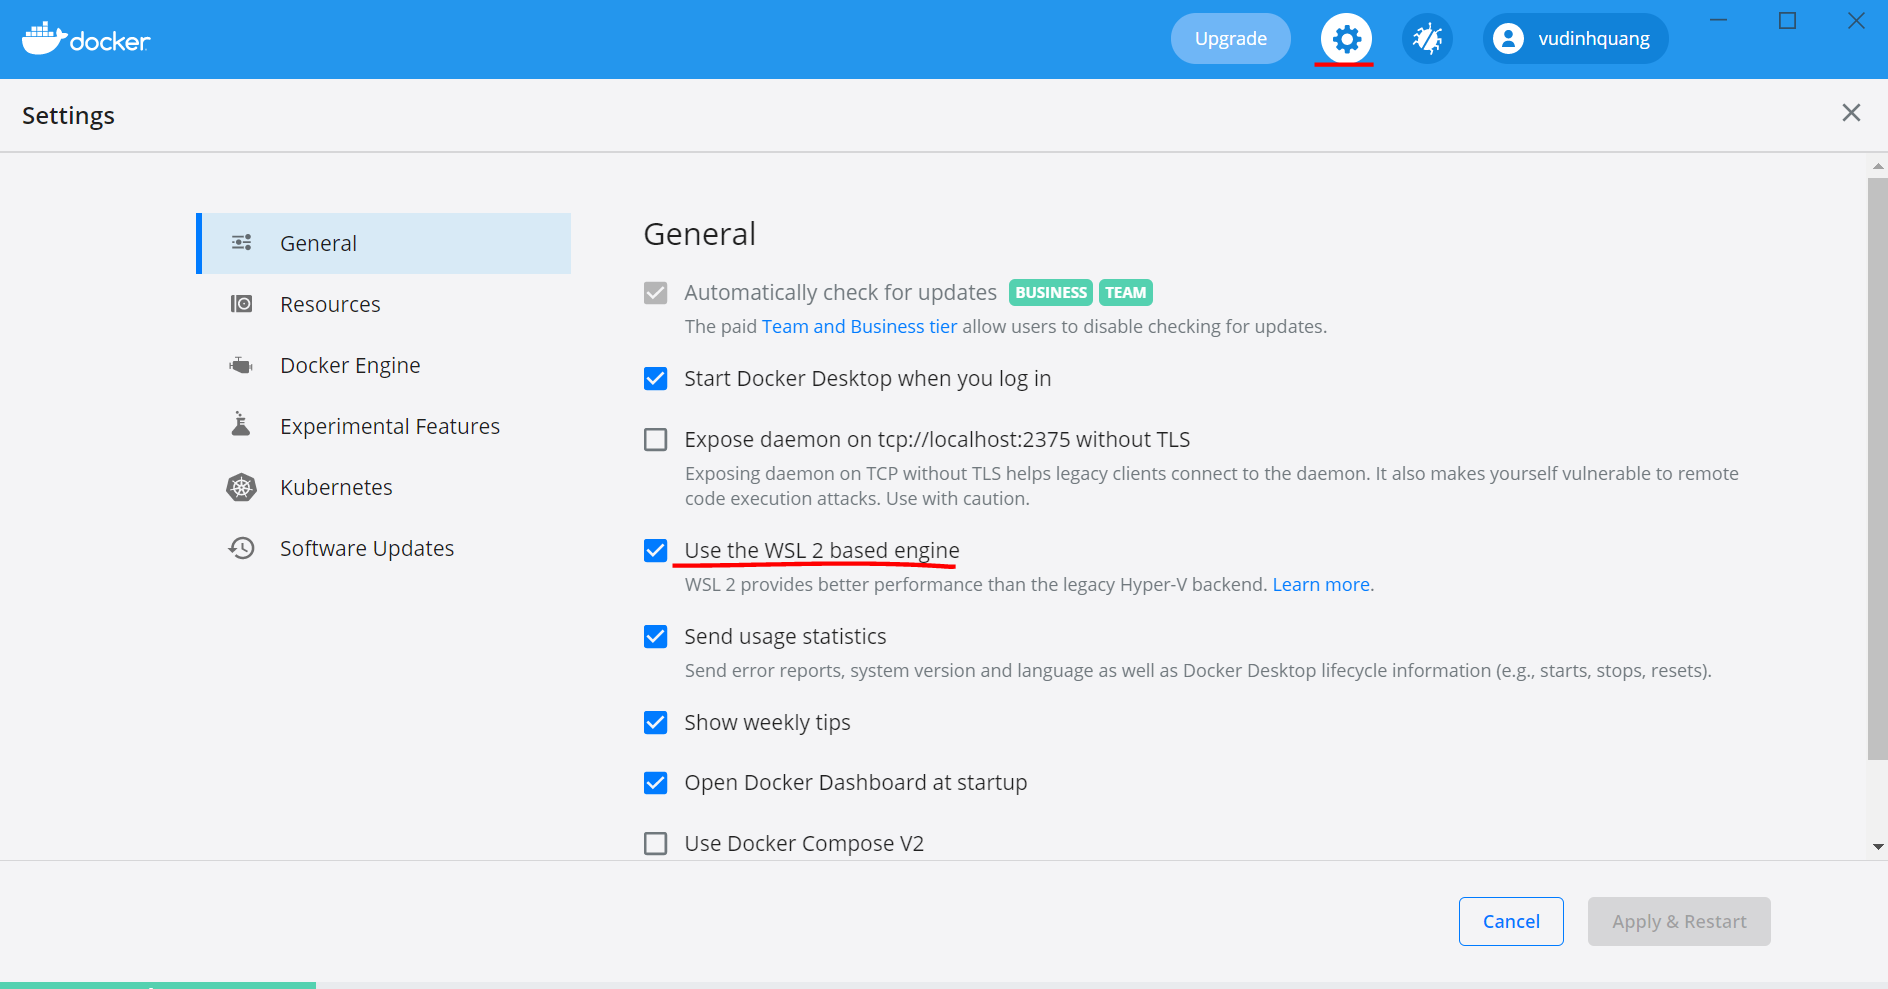 docker
Upgrade
vudinhquang
Settings
General
Resources
Docker Engine
Experimental Features
Kubernetes
Software Updates
General
Automatically check for updates BUSINESS TEAM
The paid Team and Business tier allow users to disable checking for updates.
Start Docker Desktop when you log in
Expose daemon on tcp://localhost:2375 without TLS
Exposing daemon on TCP without TLS helps legacy clients connect to the daemon. It also makes yourself vulnerable to remote
code execution attacks. Use with caution.
Use the WSL 2 based engine
WSL 2 provides better performance than the legacy Hyper-V backend. Learn more.
Send usage statistics
Send error reports, system version and language as well as Docker Desktop lifecycle information (e.g., starts, stops, resets).
Show weekly tips
Open Docker Dashboard at startup
Use Docker Compose V2
Cancel
Apply & Restart